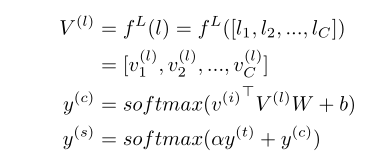 V^{(l)} = f^L(l) = f^L([l_1, l_2, ..., l_C])
= [v_1^{(l)}, v_2^{(l)}, ..., v_C^{(l)}]
y^{(c)} = softmax(v^{(i)⊤} V^{(l)} W + b)
y^{(s)} = softmax(αy^{(t)} + y^{(c)})